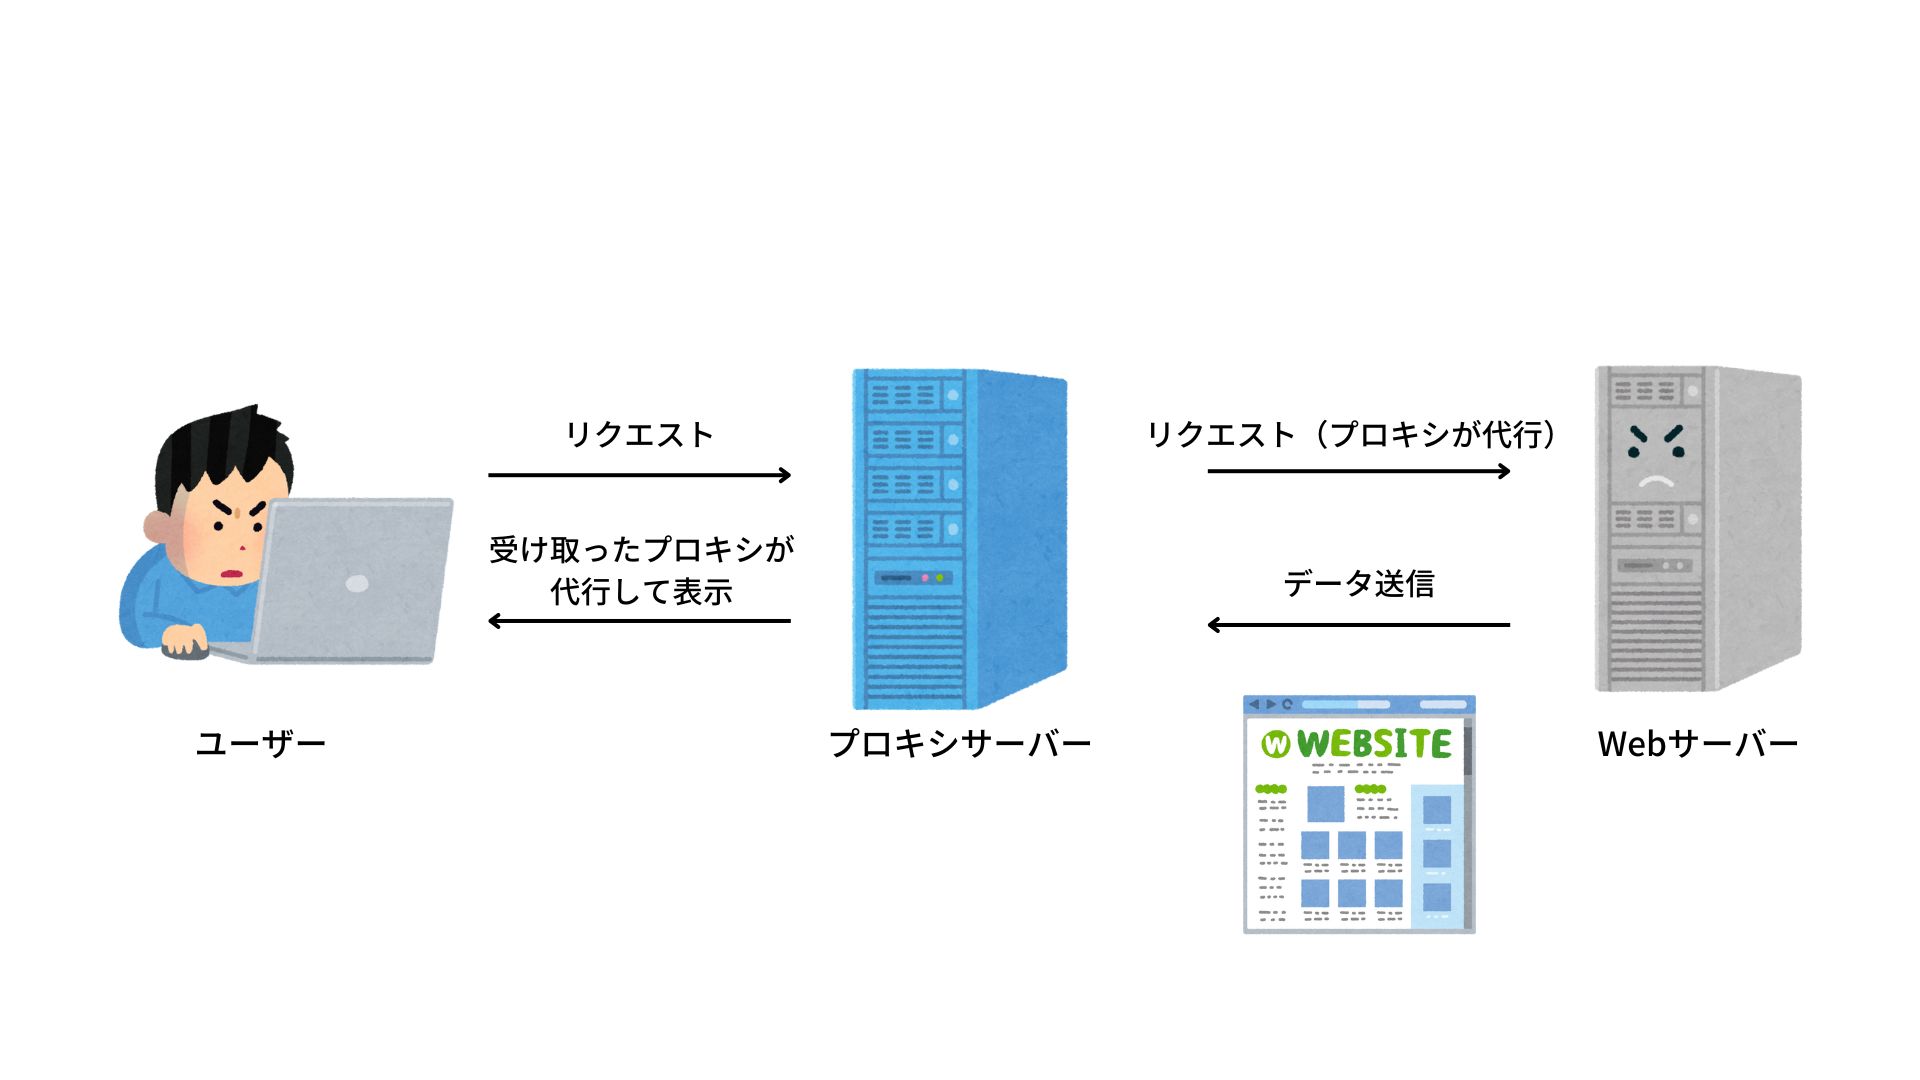 リクエスト
受け取ったプロキシが
代行して表示
リクエスト（プロキシが代行）
データ送信
W WEBSITE
ユーザー
プロキシサーバー
Webサーバー